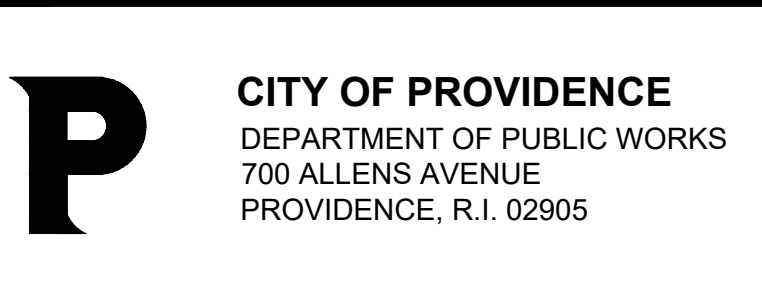 P
CITY OF PROVIDENCE
DEPARTMENT OF PUBLIC WORKS
700 ALLENS AVENUE
PROVIDENCE, R.I. 02905